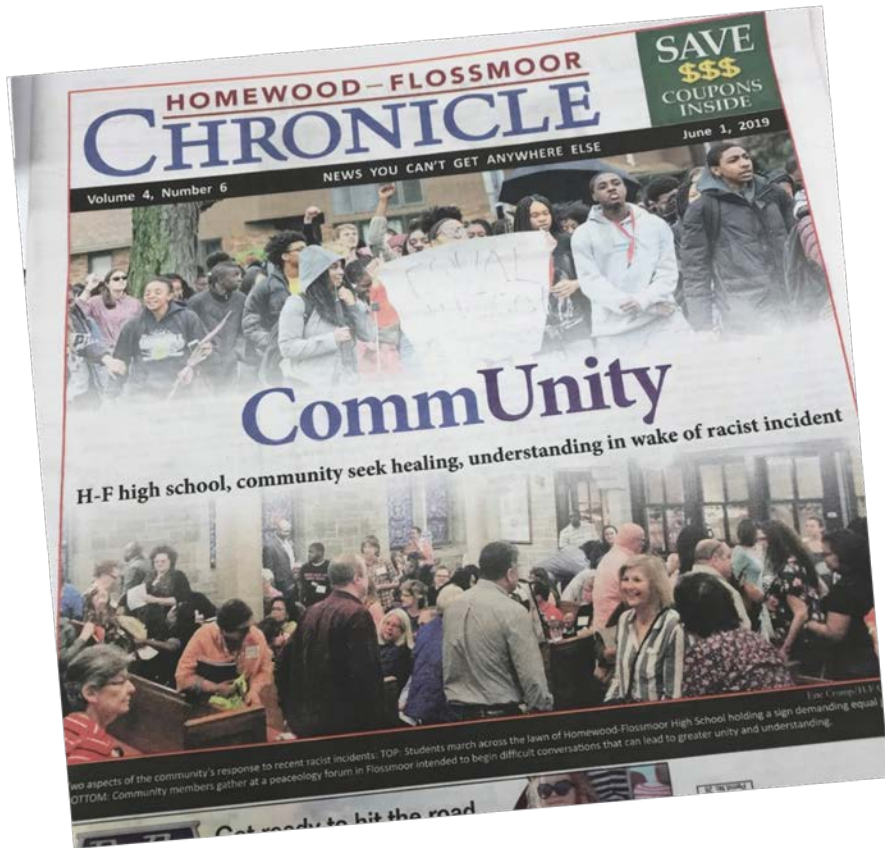 HOMEWOOD–FLOSSMOOR
CHRONICLE
SAVE
$$$
COUPONS
INSIDE
Volume 4, Number 6
NEWS YOU CAN'T GET ANYWHERE ELSE
June 1, 2019
EQUAL
CommUnity
H-F high school, community seek healing, understanding in wake of racist incident
Eric Crump/H-F
wo aspects of the community's response to recent racist incidents: TOP: Students march across the lawn of Homewood-Flossmoor High School holding a sign demanding equal
OTTOM: Community members gather at a peaceology forum in Flossmoor intended to begin difficult conversations that can lead to greater unity and understanding.
Get ready to hit the road